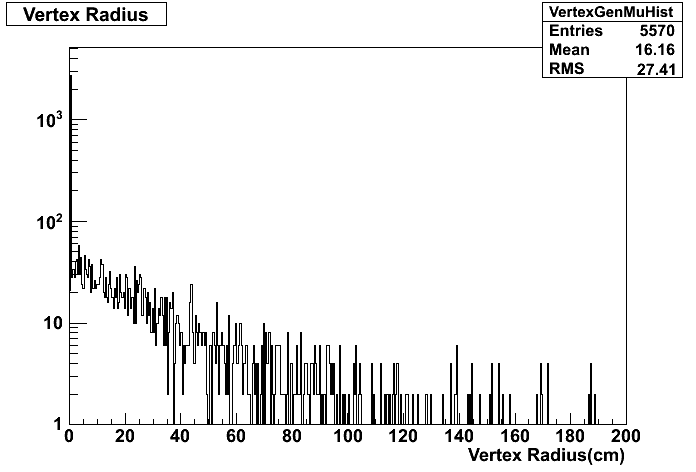 Vertex Radius
VertexGenMuHist
Entries 5570
Mean 16.16
RMS 27.41
10³
10²
10
1
0 20 40 60 80 100 120 140 160 180 200
Vertex Radius(cm)